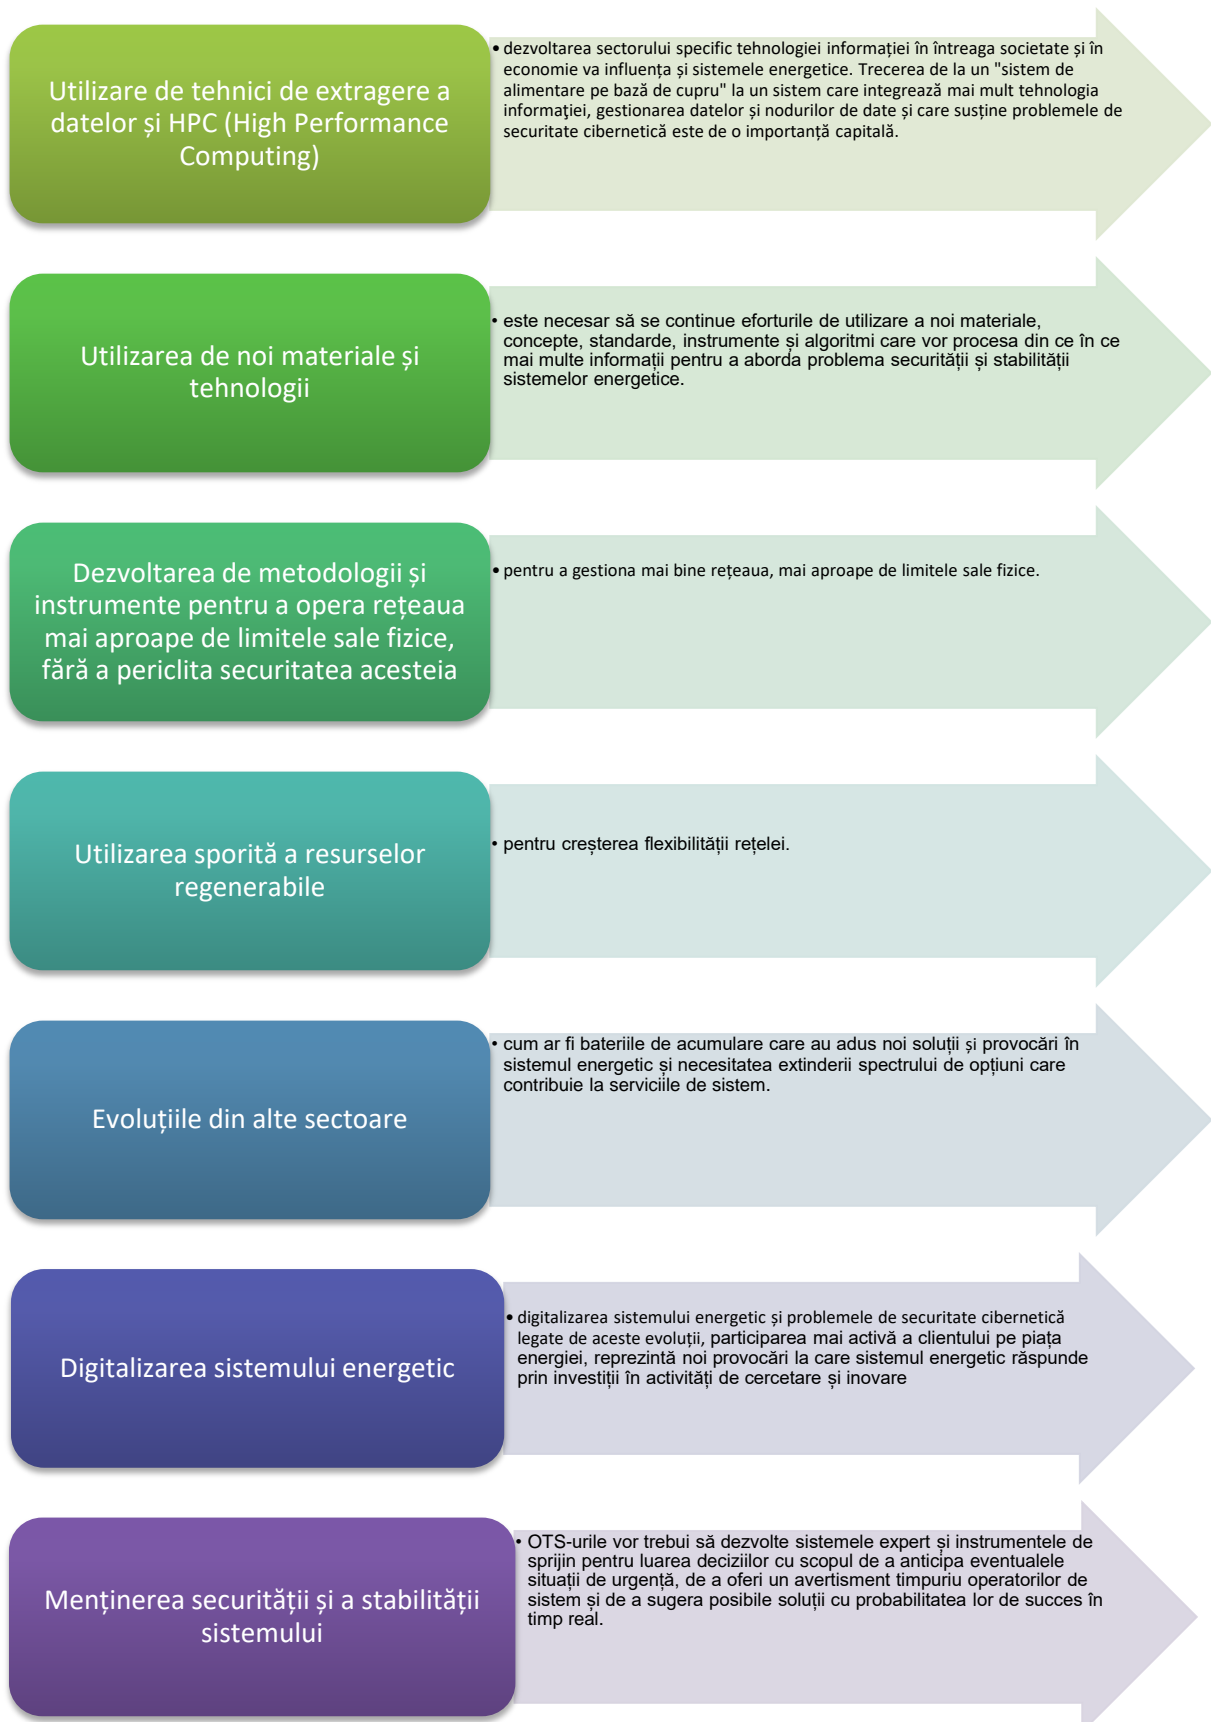 Utilizare de tehnici de extragere a
datelor și HPC (High Performance
Computing)
• dezvoltarea sectorului specific tehnologiei informației în întreaga societate și în
economie va influența și sistemele energetice. Trecerea de la un "sistem de
alimentare pe bază de cupru" la un sistem care integrează mai mult tehnologia
informaţiei, gestionarea datelor și nodurilor de date și care susține problemele de
securitate cibernetică este de o importanță capitală.
Utilizarea de noi materiale și
tehnologii
• este necesar să se continue eforturile de utilizare a noi materiale,
concepte, standarde, instrumente și algoritmi care vor procesa din ce în ce
mai multe informații pentru a aborda problema securității și stabilității
sistemelor energetice.
Dezvoltarea de metodologii și
instrumente pentru a opera rețeaua
mai aproape de limitele sale fizice,
fără a periclita securitatea acesteia
• pentru a gestiona mai bine rețeaua, mai aproape de limitele sale fizice.
Utilizarea sporită a resurselor
regenerabile
• pentru creșterea flexibilității rețelei.
Evoluțiile din alte sectoare
• cum ar fi bateriile de acumulare care au adus noi soluții și provocări în
sistemul energetic și necesitatea extinderii spectrului de opțiuni care
contribuie la serviciile de sistem.
Digitalizarea sistemului energetic
• digitalizarea sistemului energetic și problemele de securitate cibernetică
legate de aceste evoluții, participarea mai activă a clientului pe piața
energiei, reprezintă noi provocări la care sistemul energetic răspunde
prin investiții în activități de cercetare și inovare
Menținerea securității și a stabilității
sistemului
• OTS-urile vor trebui să dezvolte sistemele expert și instrumentele de
sprijin pentru luarea deciziilor cu scopul de a anticipa eventualele
situații de urgență, de a oferi un avertisment timpuriu operatorilor de
sistem și de a sugera posibile soluții cu probabilitatea lor de succes în
timp real.